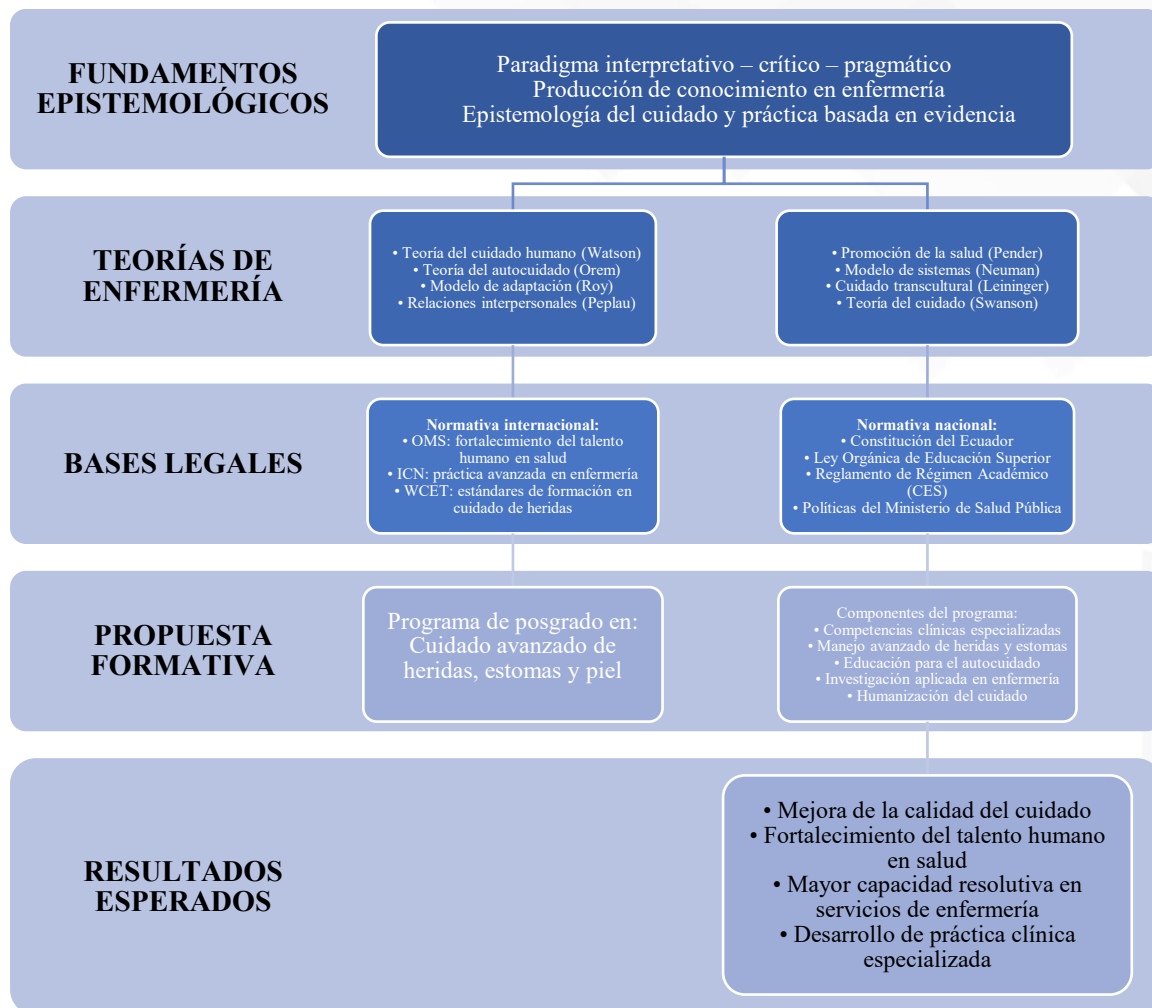 FUNDAMENTOS
EPISTEMOLÓGICOS
Paradigma interpretativo – crítico – pragmático
Producción de conocimiento en enfermería
Epistemología del cuidado y práctica basada en evidencia
TEORÍAS DE
ENFERMERÍA
• Teoría del cuidado humano (Watson)
• Teoría del autocuidado (Orem)
• Modelo de adaptación (Roy)
• Relaciones interpersonales (Peplau)
• Promoción de la salud (Pender)
• Modelo de sistemas (Neuman)
• Cuidado transcultural (Leininger)
• Teoría del cuidado (Swanson)
BASES LEGALES
Normativa internacional:
• OMS: fortalecimiento del talento
humano en salud
• ICN: práctica avanzada en enfermería
• WCET: estándares de formación en
cuidado de heridas
Normativa nacional:
• Constitución del Ecuador
• Ley Orgánica de Educación Superior
• Reglamento de Régimen Académico
(CES)
• Políticas del Ministerio de Salud Pública
PROPUESTA
FORMATIVA
Programa de posgrado en:
Cuidado avanzado de
heridas, estomas y piel
Componentes del programa:
• Competencias clínicas especializadas
• Manejo avanzado de heridas y estomas
• Educación para el autocuidado
• Investigación aplicada en enfermería
• Humanización del cuidado
RESULTADOS
ESPERADOS
• Mejora de la calidad del cuidado
• Fortalecimiento del talento humano
en salud
• Mayor capacidad resolutiva en
servicios de enfermería
• Desarrollo de práctica clínica
especializada